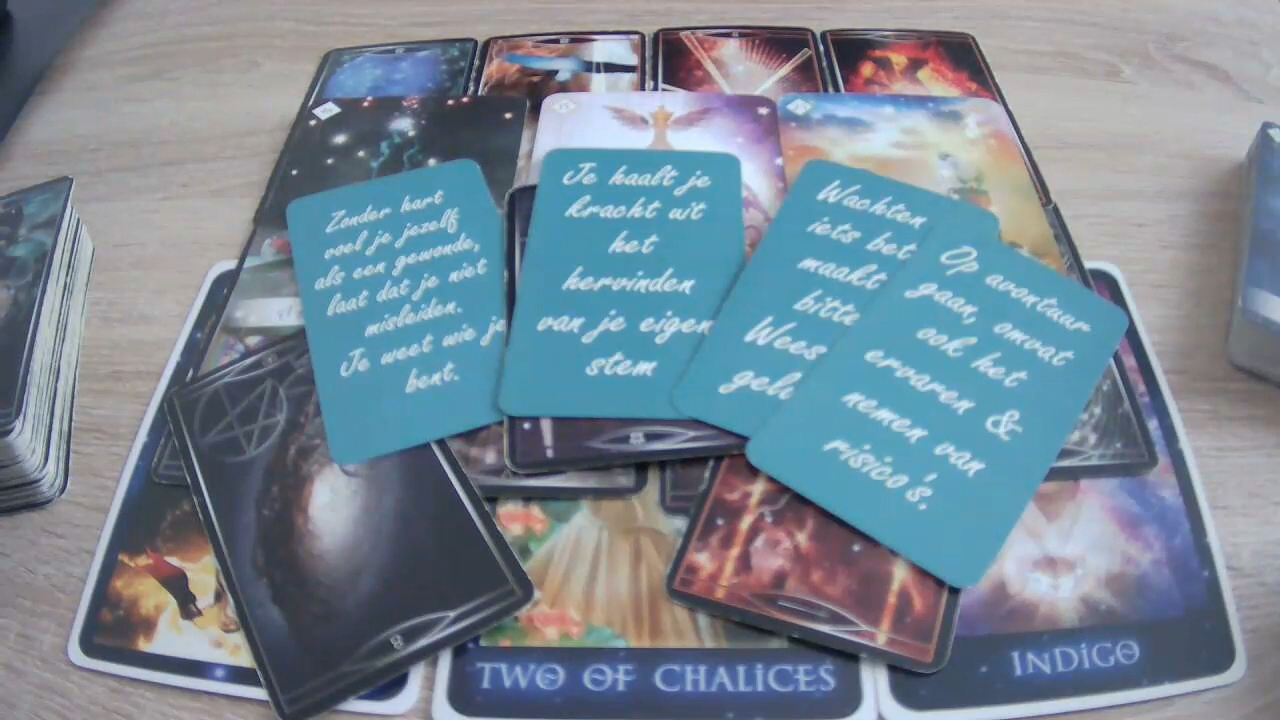 Zonder hart
voel je jezelf
als een gewonde,
laat dat je niet
misleiden.
Je weet wie je
bent.
Je haalt je
kracht uit
het
hervinden
van je eigen
stem
Wachten
iets
maakt
Wees
Op avontuur
gaan, omvat
ook het
ervaren &
nemen van
risico's.
TWO OF CHALICES
INDIGO